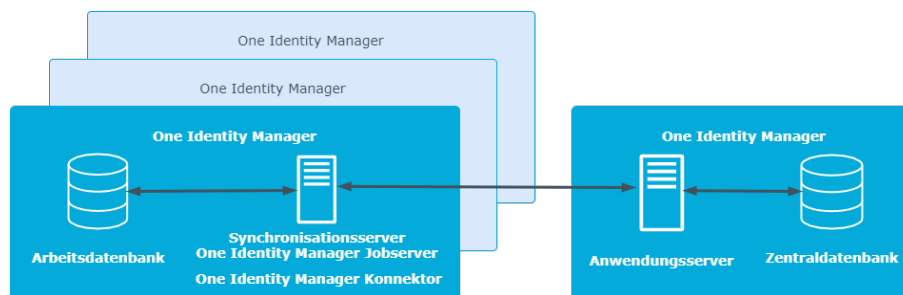 One Identity Manager
One Identity Manager
One Identity Manager
Arbeitsdatenbank
Synchronisationsserver
One Identity Manager Jobserver
One Identity Manager Konnektor
One Identity Manager
Anwendungsserver
Zentraldatenbank